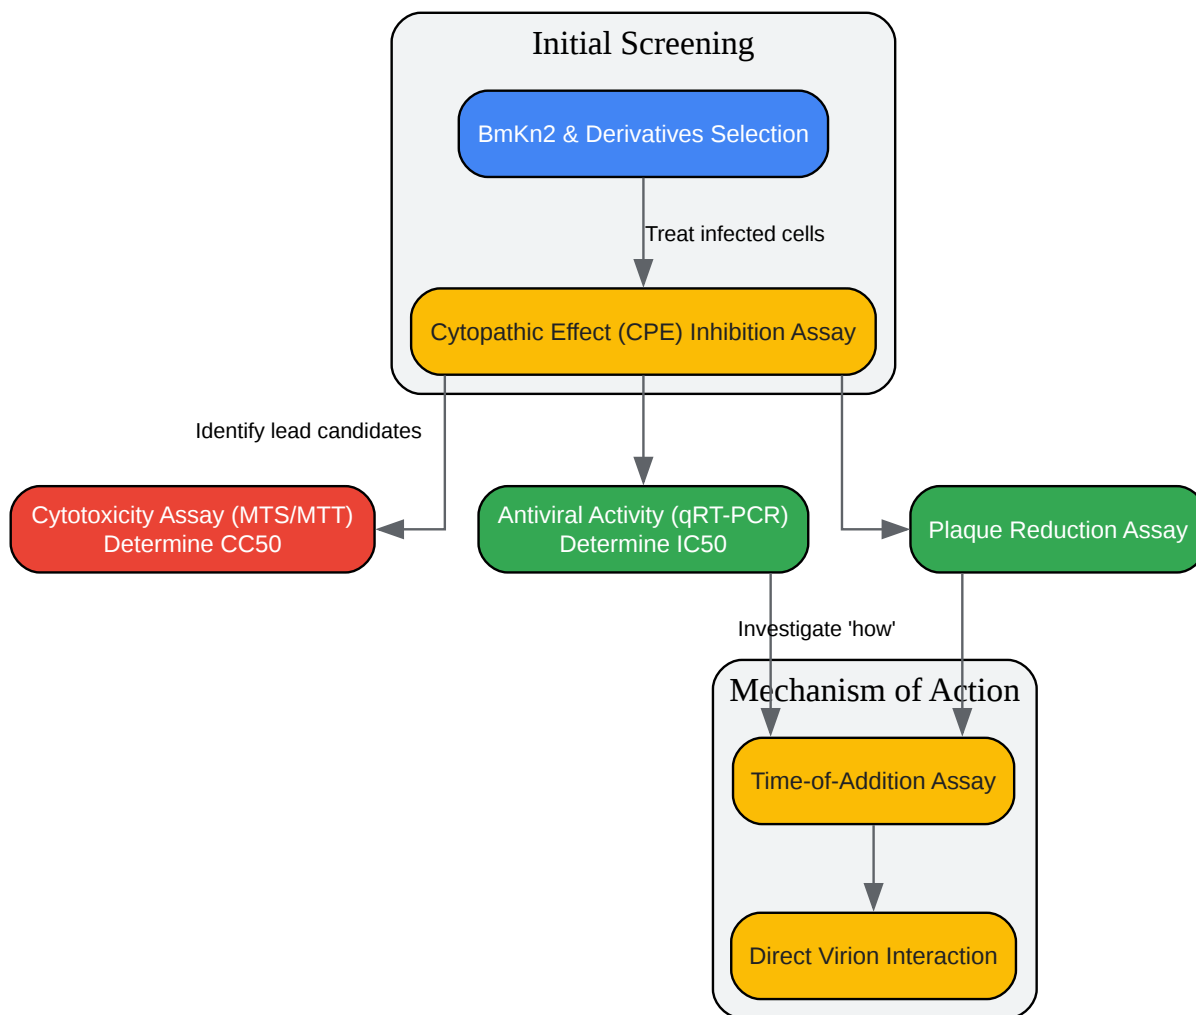 Initial Screening
BmKn2 & Derivatives Selection
Treat infected cells
Cytopathic Effect (CPE) Inhibition Assay
Identify lead candidates
Cytotoxicity Assay (MTS/MTT)
Determine CC50
Antiviral Activity (qRT-PCR)
Determine IC50
Plaque Reduction Assay
Investigate 'how'
Mechanism of Action
Time-of-Addition Assay
Direct Virion Interaction